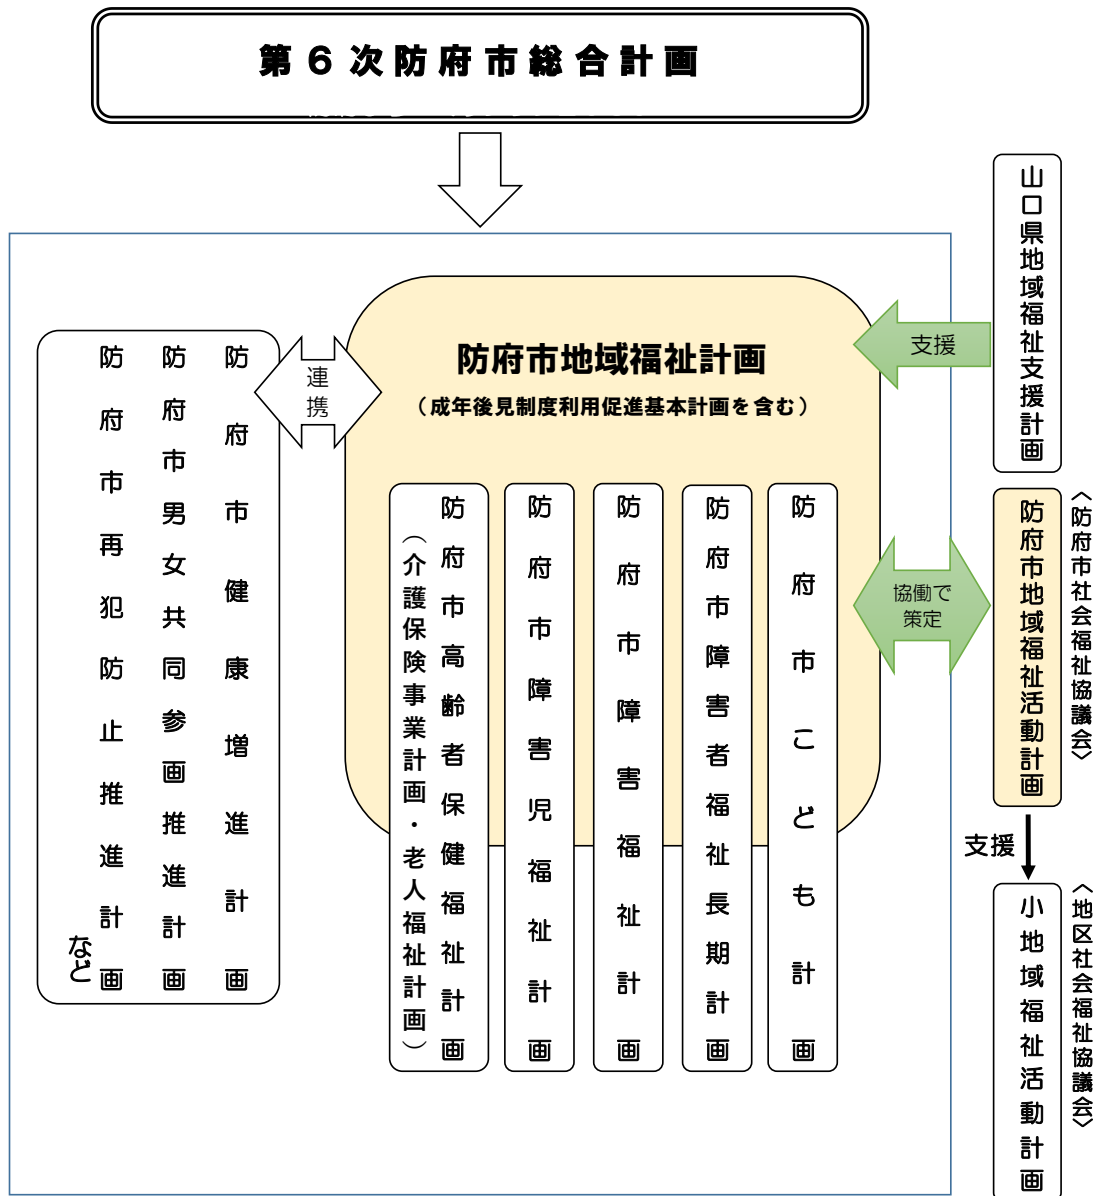 第６次防府市総合計画
防府市地域福祉計画
（成年後見制度利用促進基本計画を含む）
連
携
支援
協働で
策定
防府市こども計画
防府市障害者福祉長期計画
防府市障害福祉計画
防府市障害児福祉計画
防府市高齢者保健福祉計画
（介護保険事業計画・老人福祉計画）
防府市健康増進計画
防府市男女共同参画推進計画
防府市再犯防止推進計画
など
山口県地域福祉支援計画
〈防府市社会福祉協議会〉
防府市地域福祉活動計画
支援
〈地区社会福祉協議会〉
小地域福祉活動計画